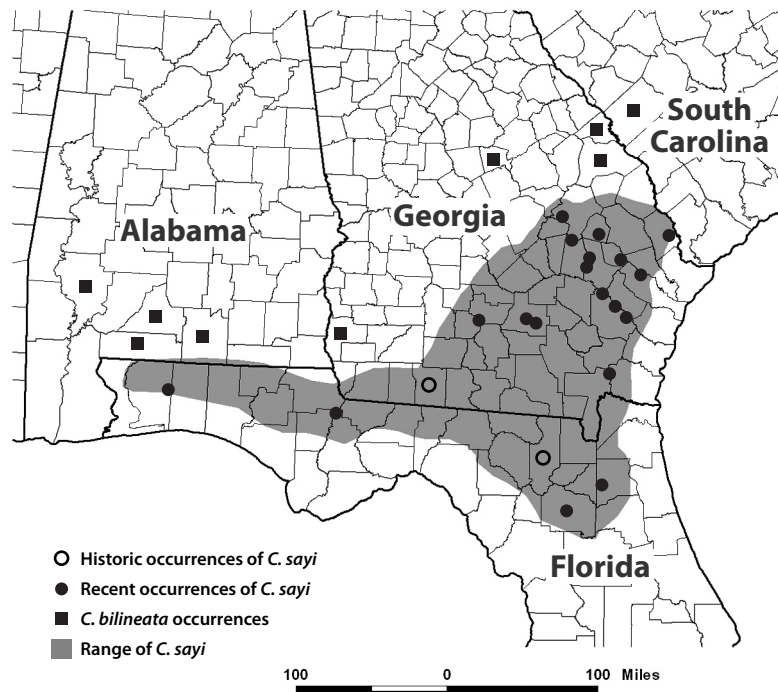 South
Carolina
Georgia
Alabama
Florida
Historic occurrences of C. sayi
Recent occurrences of C. sayi
C. bilineata occurrences
Range of C. sayi
100 0 100 Miles